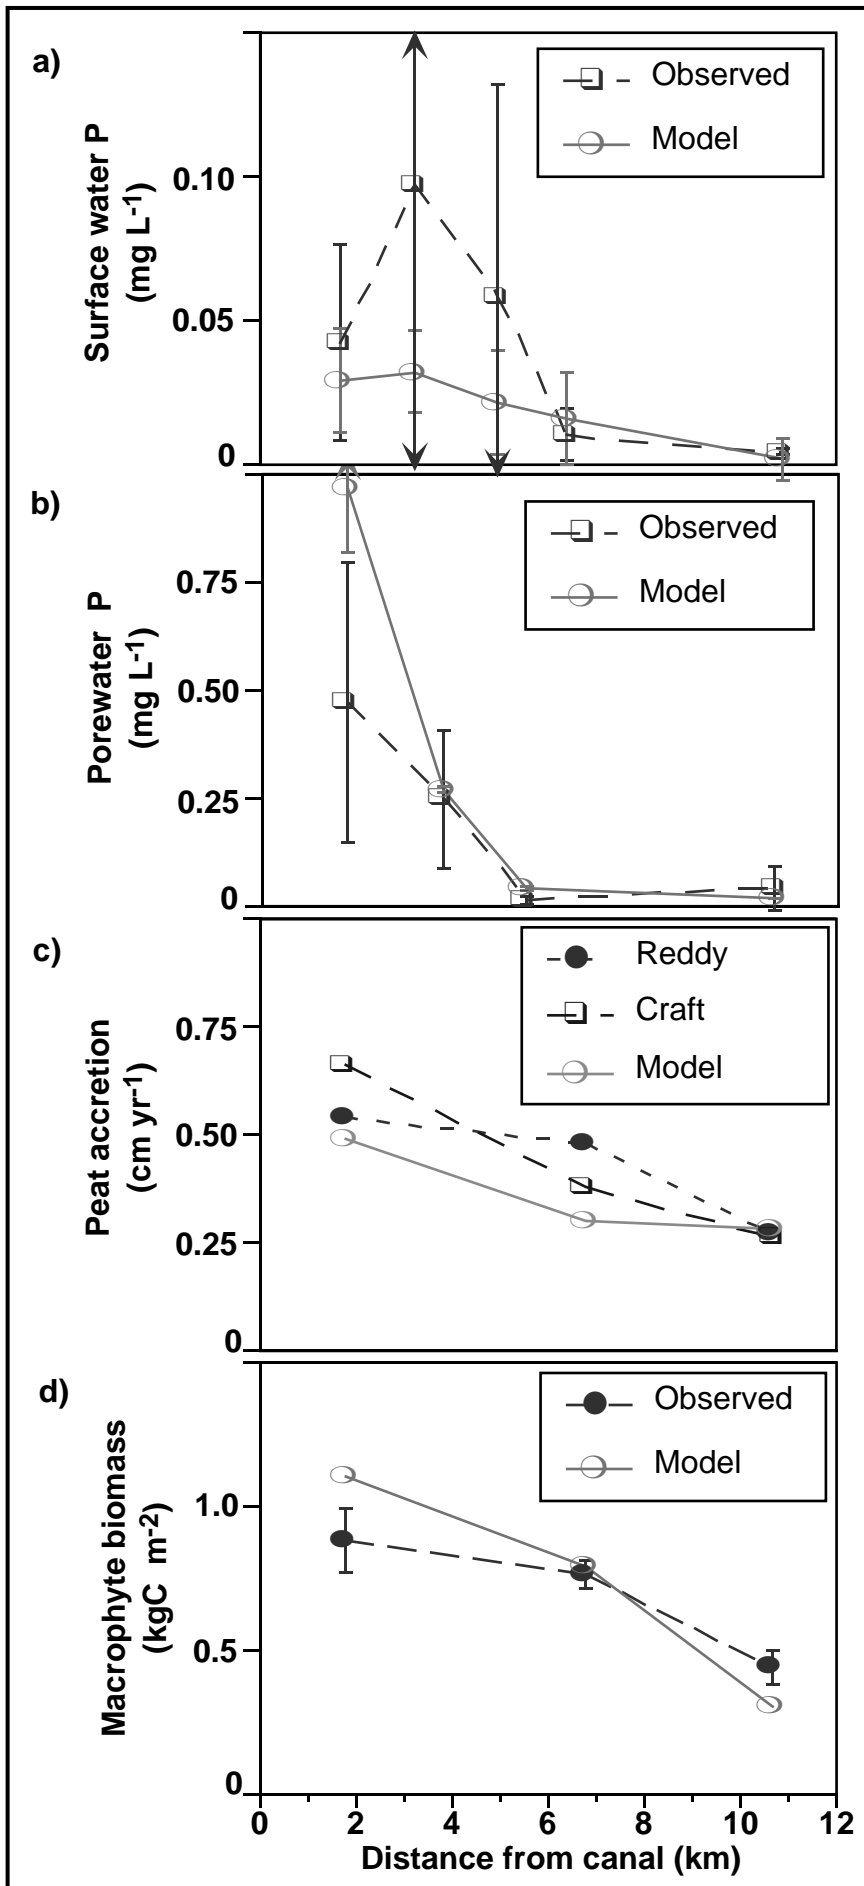 a)
Surface water P
(mg L-1)
0.10
0.05
0
Observed
Model
b)
Porewater P
(mg L-1)
0.75
0.50
0.25
0
Observed
Model
c)
Peat accretion
(cm yr-1)
0.75
0.50
0.25
0
Reddy
Craft
Model
d)
Macrophyte biomass
(kgC m-2)
1.0
0.5
0
Observed
Model
0 2 4 6 8 10 12
Distance from canal (km)